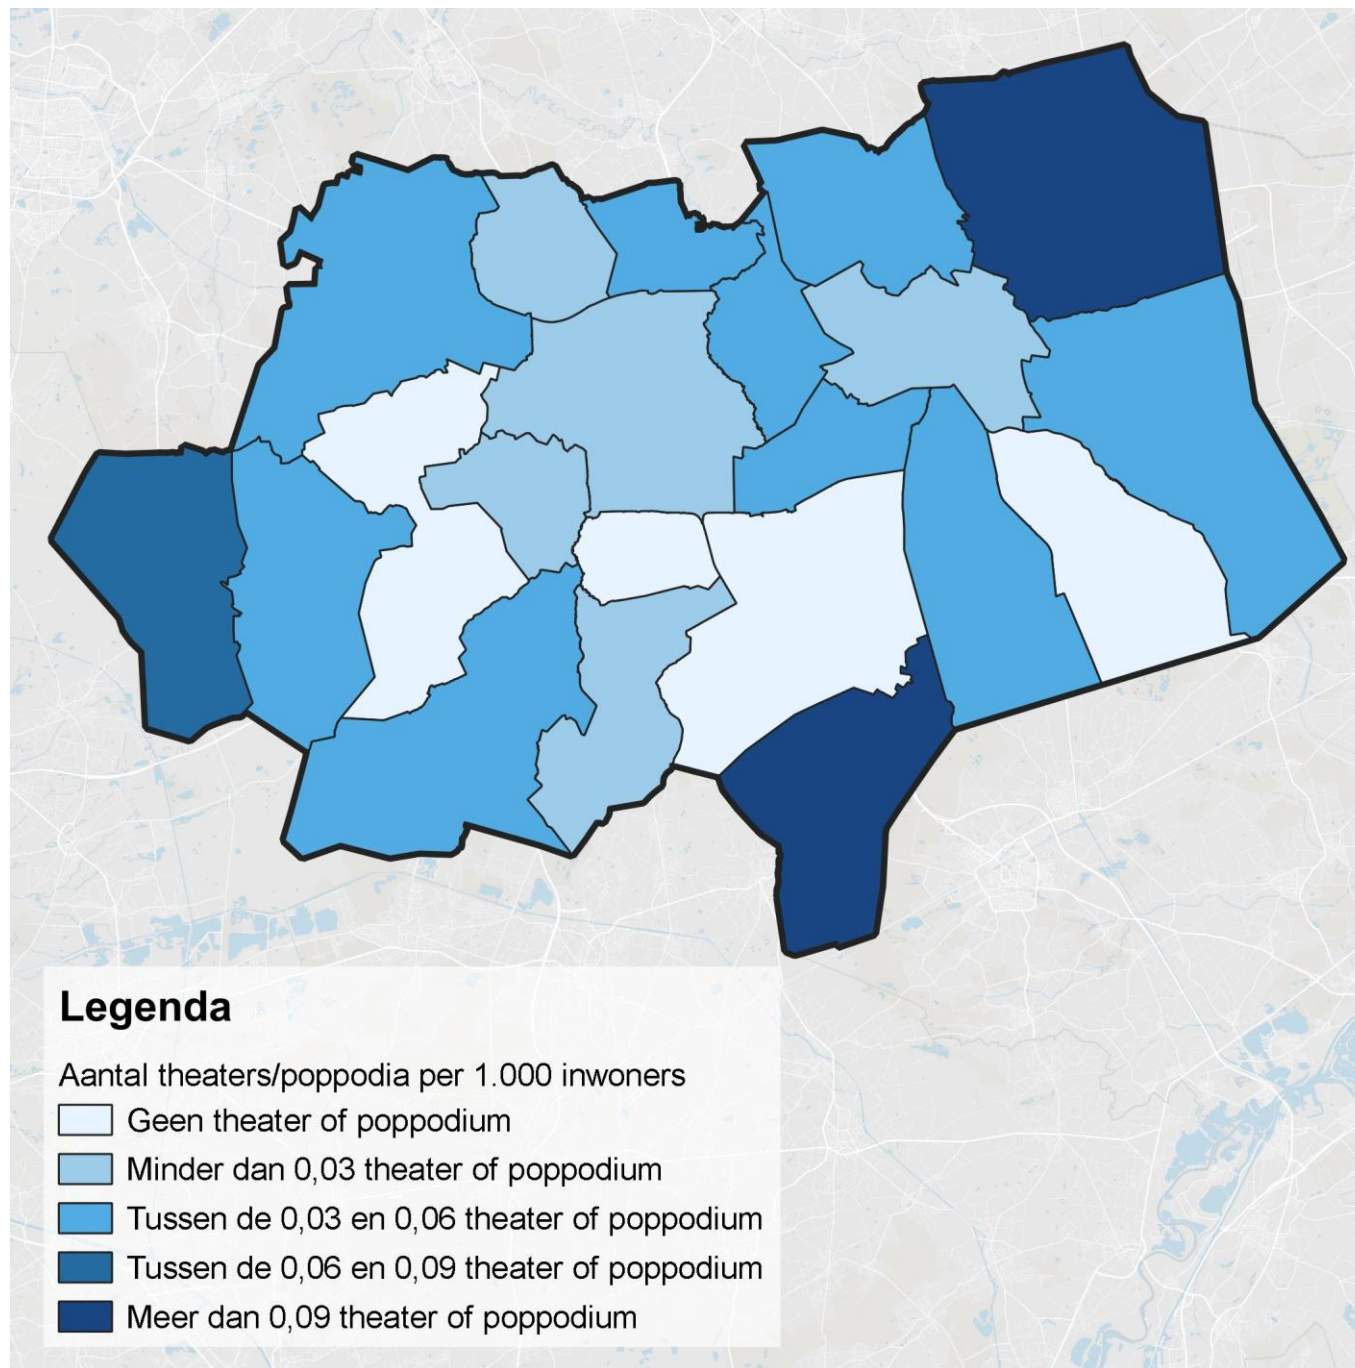 Legenda
Aantal theaters/poppodia per 1.000 inwoners
Geen theater of poppodium
Minder dan 0,03 theater of poppodium
Tussen de 0,03 en 0,06 theater of poppodium
Tussen de 0,06 en 0,09 theater of poppodium
Meer dan 0,09 theater of poppodium